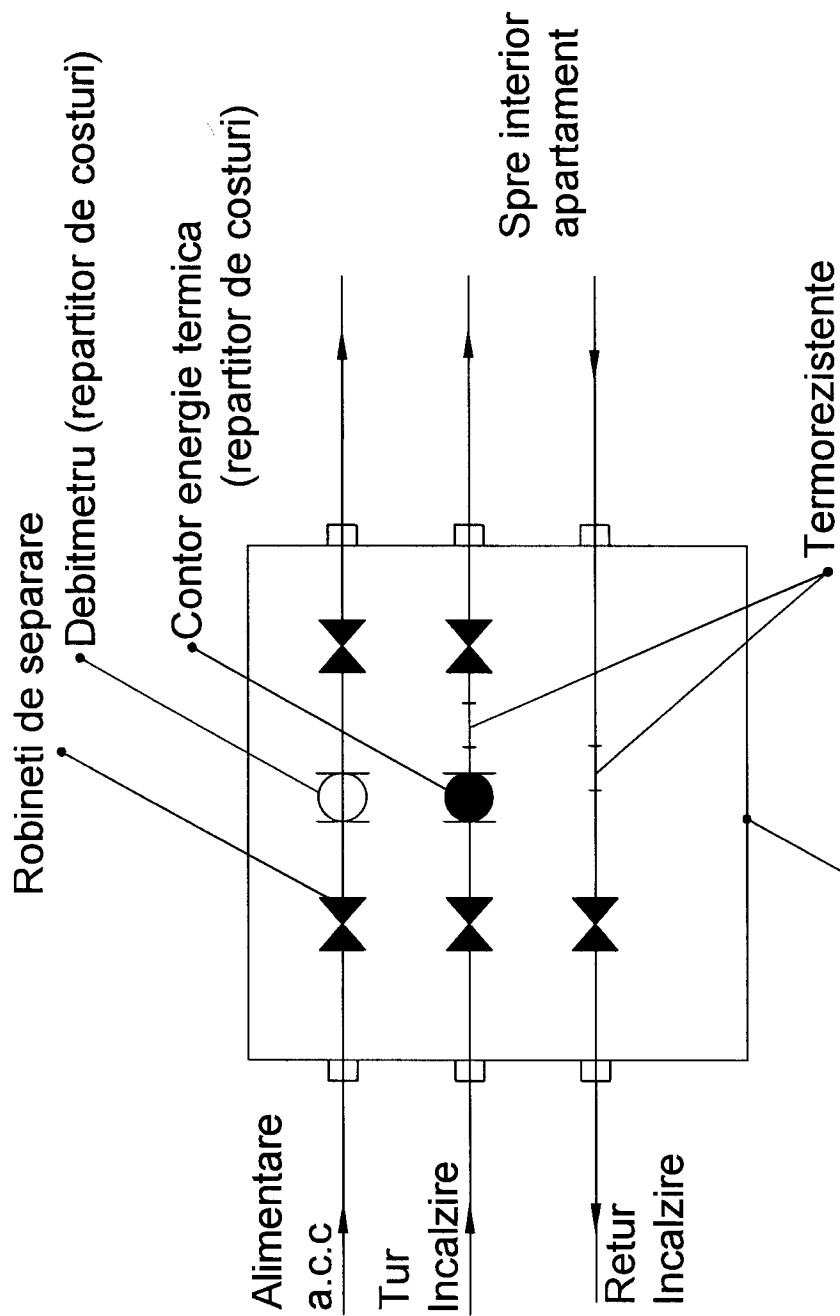 Robineti de separare
Debitmetru (repartitor de costuri)
Contor energie termica
(repartitor de costuri)
Alimentare
a.c.c
Tur
Incalzire
Retur
Incalzire
Spre interior
apartament
Termorezistente